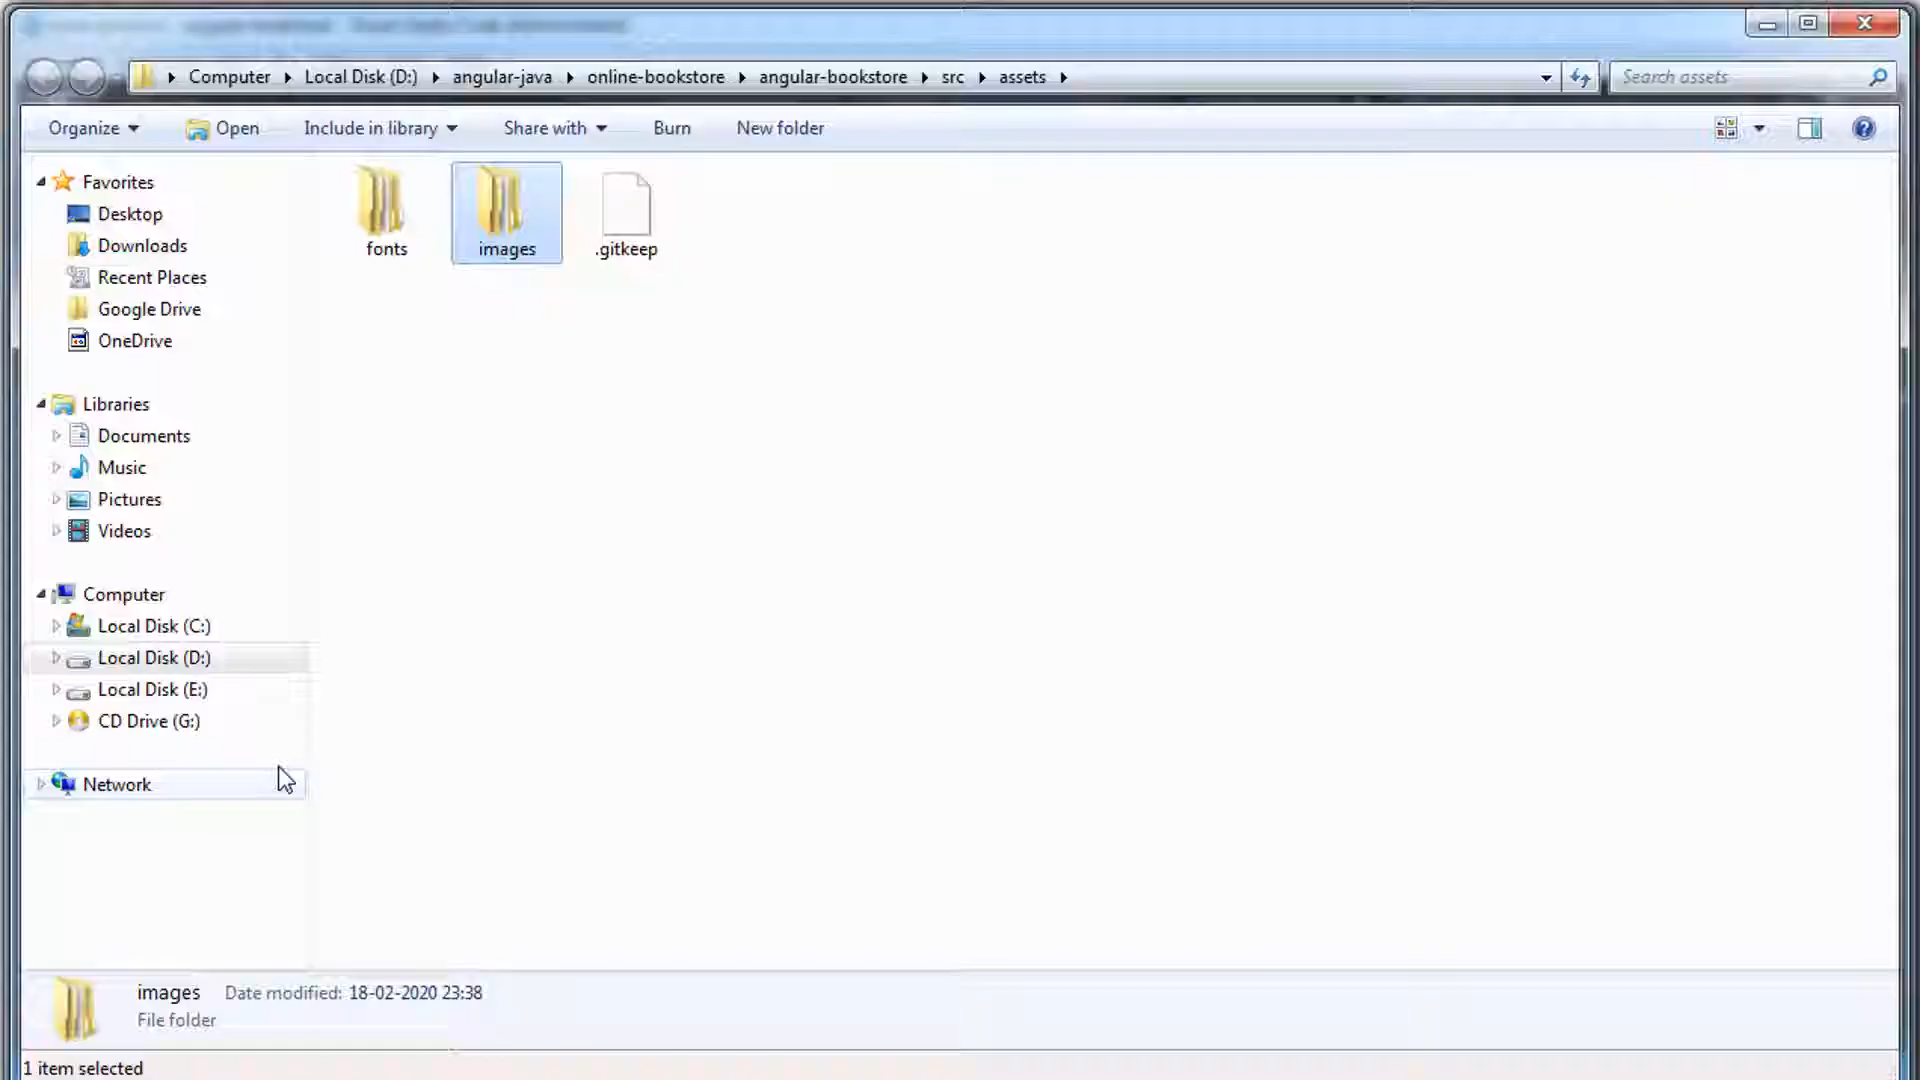 Computer Local Disk (D:) angular-java online-bookstore angular-bookstore src assets
Search assets
Organize Open Include in library Share with Burn New folder
Favorites
Desktop
Downloads
Recent Places
Google Drive
OneDrive
Libraries
Documents
Music
Pictures
Videos
Computer
Local Disk (C:)
Local Disk (D:)
Local Disk (E:)
CD Drive (G:)
Network
fonts images .gitkeep
images Date modified: 18-02-2020 23:38
File folder
1 item selected